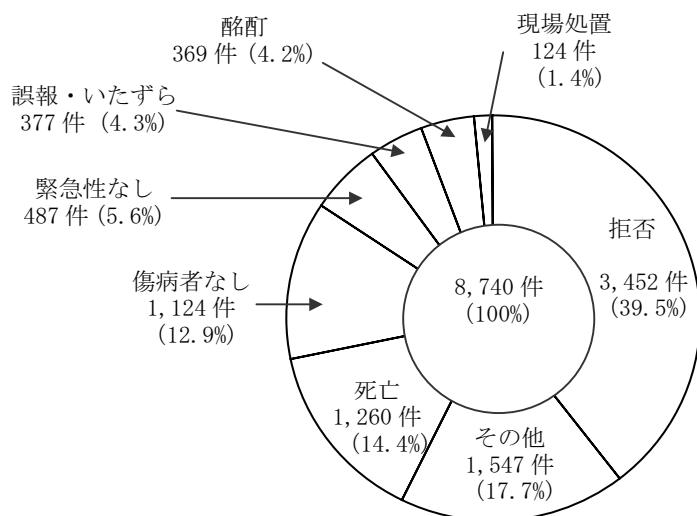 酩酊
369 件 (4.2%)
現場処置
124 件
(1.4%)
誤報・いたずら
377 件 (4.3%)
緊急性なし
487 件 (5.6%)
傷病者なし
1,124 件
(12.9%)
拒否
3,452 件
(39.5%)
8,740 件
(100%)
死亡
1,260 件
(14.4%)
その他
1,547 件
(17.7%)